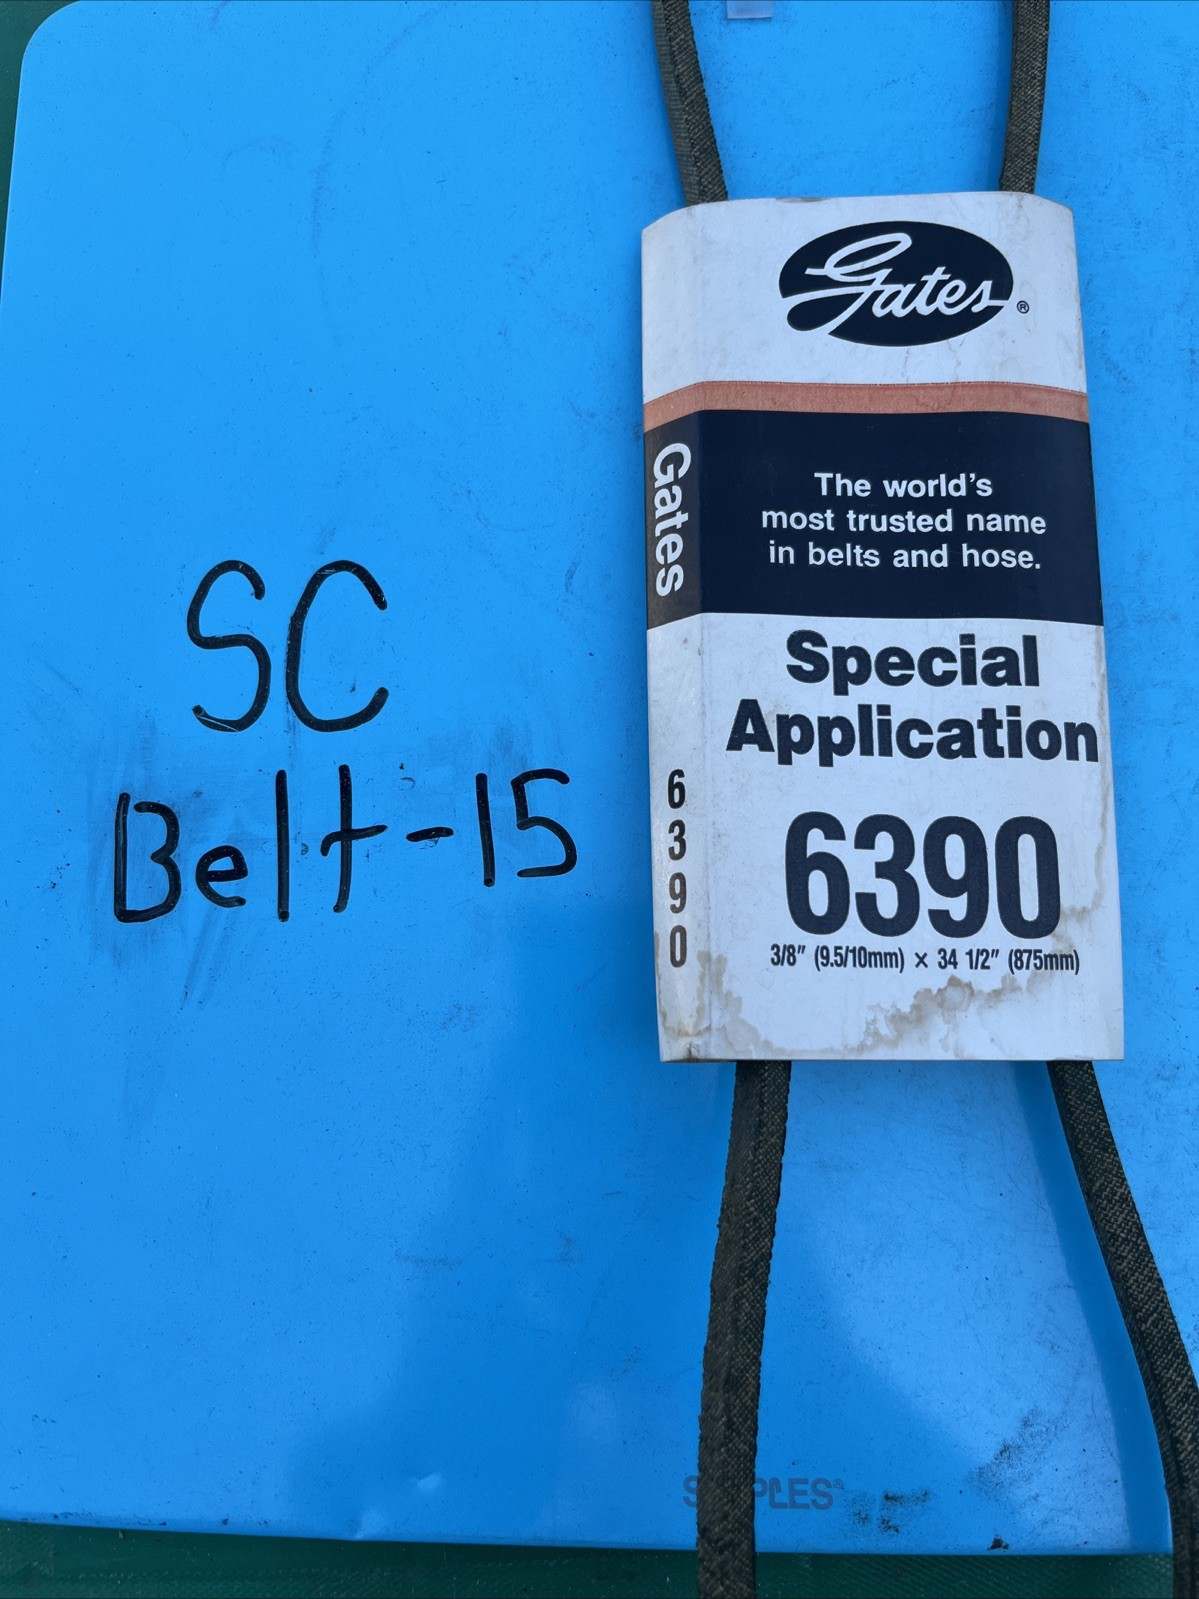 SC
Belt-15
Gates®
Gates
The world's
most trusted name
in belts and hose.
Special
Application
6390
6390
3/8" (9.5/10mm) × 34 1/2" (875mm)